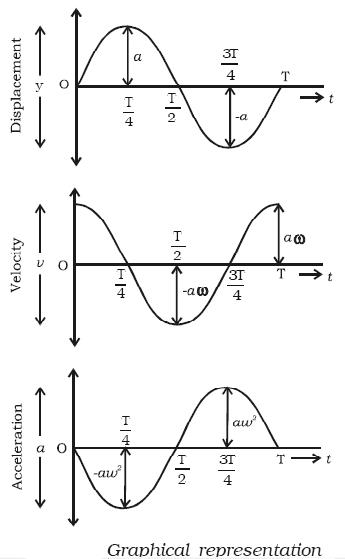 Displacement
y
O
a
T/4
T/2
3T/4
-a
T
t
Velocity
v
O
T/4
T/2
-aω
3T/4
aω
T
t
Acceleration
a
O
T/4
-aw²
T/2
3T/4
aw²
T
t
Graphical representation